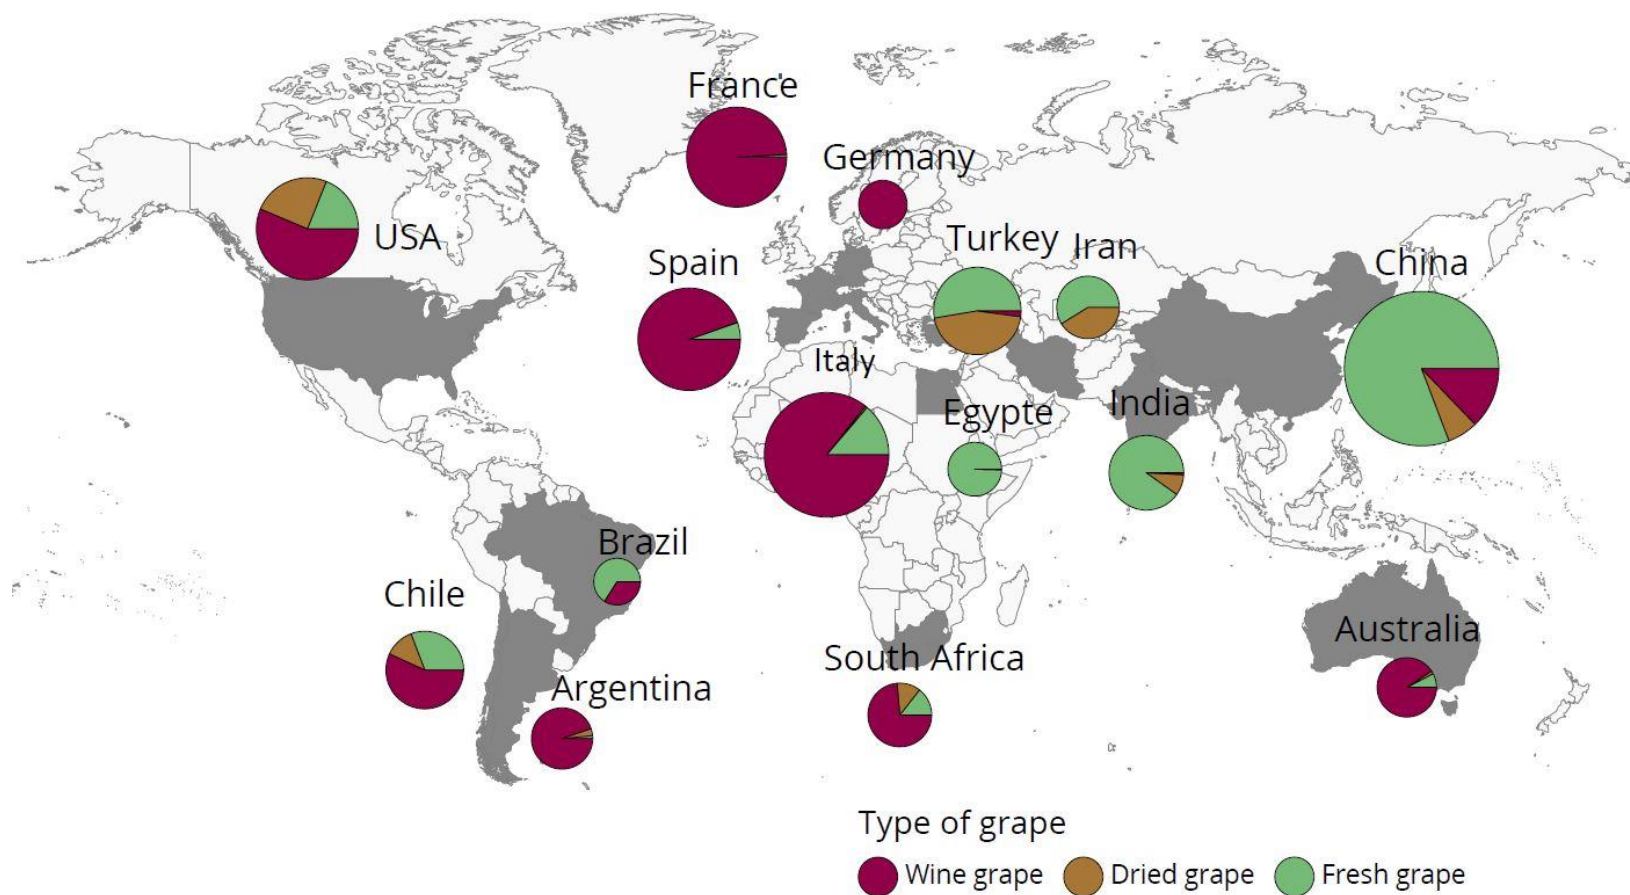 France
Germany
USA
Spain
Turkey
Iran
China
Italy
Egypte
India
Brazil
Chile
Argentina
South Africa
Australia
Type of grape
Wine grape
Dried grape
Fresh grape